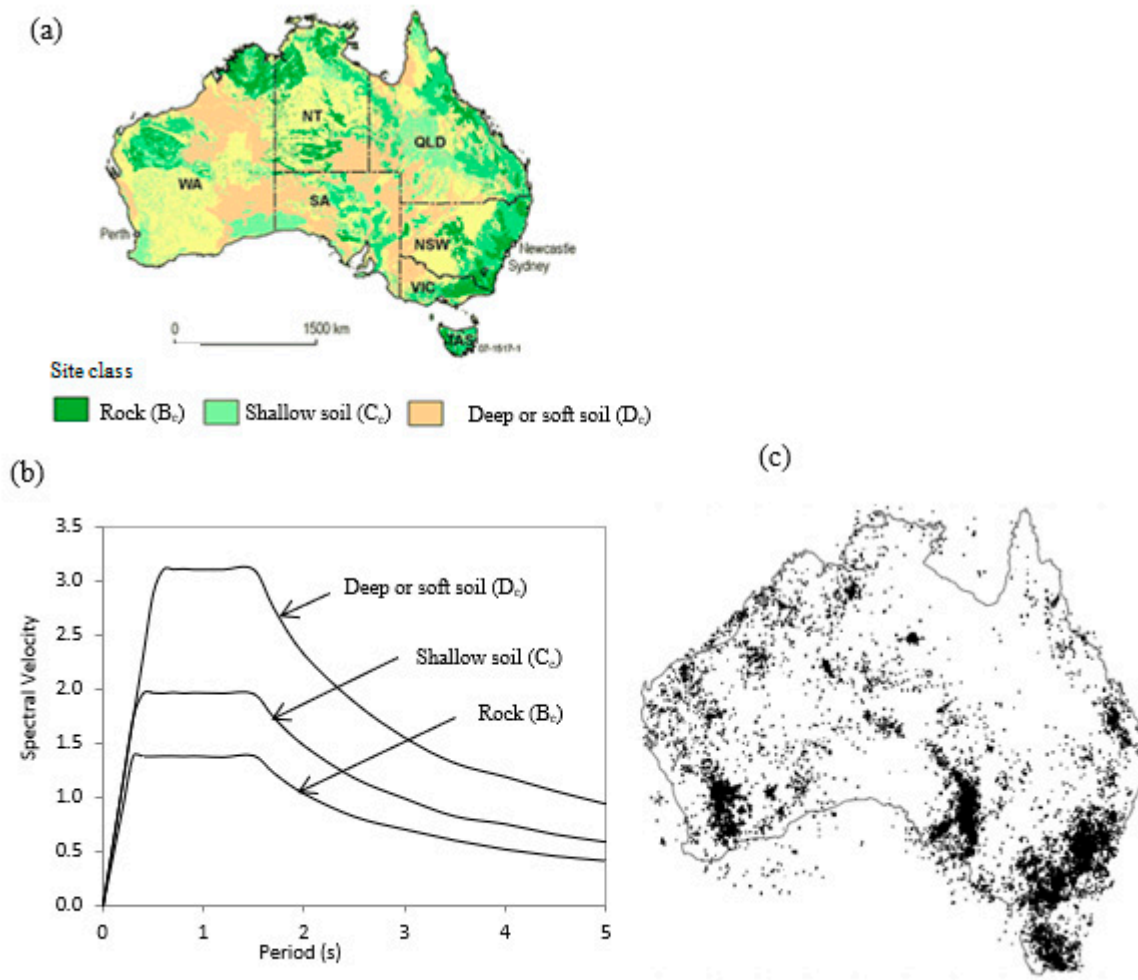 (a)
NT
QLD
WA
SA
Perth
NSW
Newcastle
Sydney
VIC
TAS
07-1517-1
0 1500 km
Site class
Rock (Bc) Shallow soil (Cc) Deep or soft soil (Dc)
(b)
(c)
3.5
3.0
2.5
2.0
1.5
1.0
0.5
0.0
Spectral Velocity
Deep or soft soil (Dc)
Shallow soil (Cc)
Rock (Bc)
0 1 2 3 4 5
Period (s)